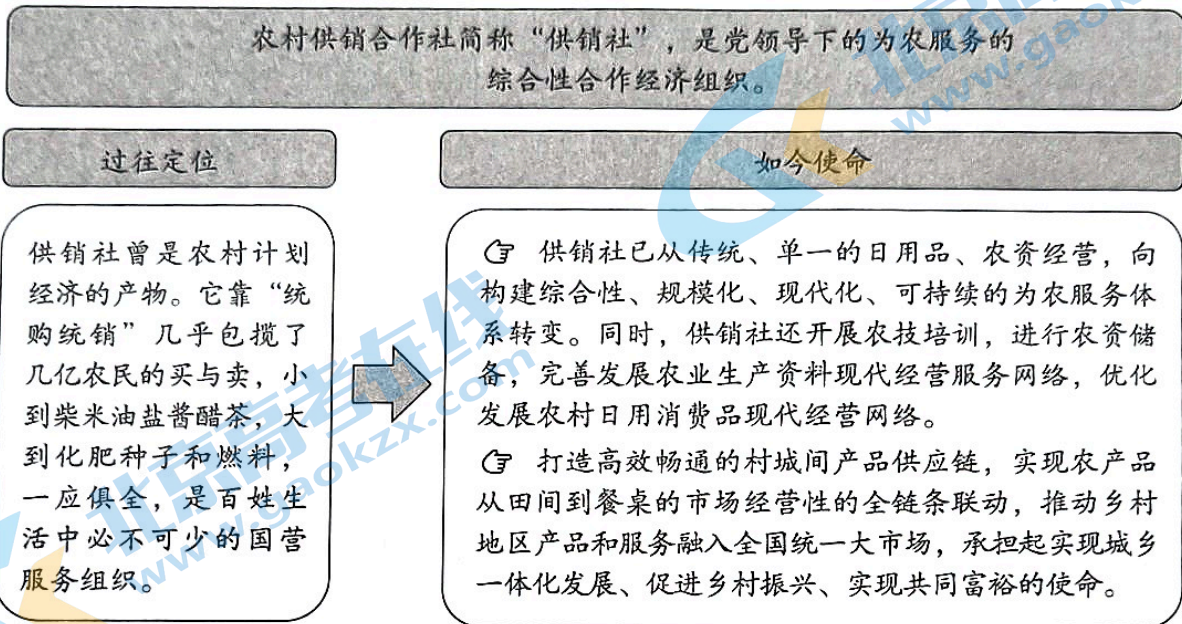 农村供销合作社简称“供销社”，是党领导下的为农服务的
综合性合作经济组织。
过往定位
如今使命
供销社曾是农村计划
经济的产物。它靠“统
购统销”几乎包揽了
几亿农民的买与卖，小
到柴米油盐酱醋茶，大
到化肥种子和燃料，
一应俱全，是百姓生
活中必不可少的国营
服务组织。
☞ 供销社已从传统、单一的日用品、农资经营，向
构建综合性、规模化、现代化、可持续的为农服务体
系转变。同时，供销社还开展农技培训，进行农资储
备，完善发展农业生产资料现代经营服务网络，优化
发展农村日用消费品现代经营网络。
☞ 打造高效畅通的村城间产品供应链，实现农产品
从田间到餐桌的市场经营性的全链条联动，推动乡村
地区产品和服务融入全国统一大市场，承担起实现城乡
一体化发展、促进乡村振兴、实现共同富裕的使命。
北京高考在线
www.gaokzx.com